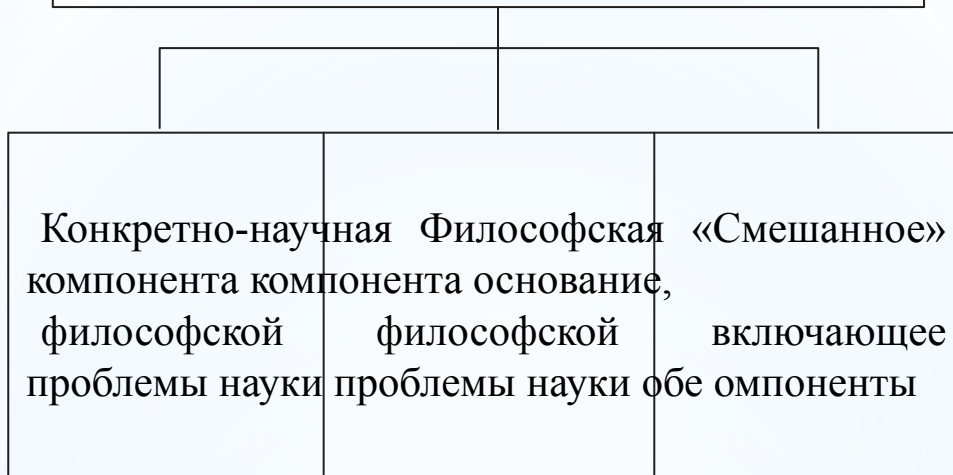 Конкретно-научная Философская «Смешанное»
компонента компонента основание,
философской философской включающее
проблемы науки проблемы науки обе омпоненты